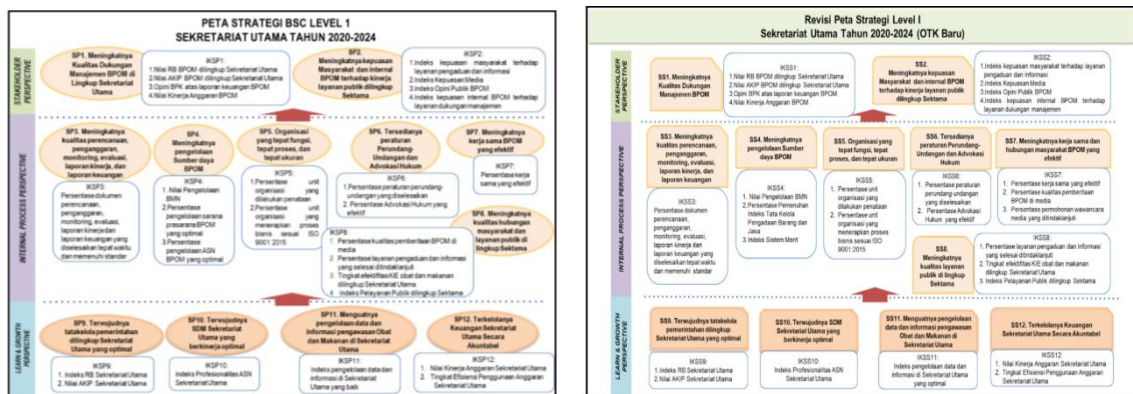 PETA STRATEGI BSC LEVEL 1
SEKRETARIAT UTAMA TAHUN 2020-2024
STAKEHOLDER
PERSPECTIVE
SP1. Meningkatnya
Kualitas Dukungan
Manajemen BPOM di
Lingkup Sekretariat
Utama
IKSP1:
1.Nilai RB BPOM dilingkup Sekretariat Utama
2.Nilai AKIP BPOM dilingkup Sekretariat Utama
3.Opini BPK atas laporan keuangan BPOM
4.Nilai Kinerja Anggaran BPOM
SP2.
Meningkatnya kepuasan
Masyarakat dan internal
BPOM terhadap kinerja
layanan publik dilingkup
Sektama
IKSP2:
1.Indeks kepuasan masyarakat terhadap
layanan pengaduan dan informasi
2.Indeks Kepuasan Media
3.Indeks Opini Publik BPOM
4.Indeks kepuasan internal BPOM terhadap
layanan dukungan manajemen
INTERNAL PROCESS PERSPECTIVE
SP3. Meningkatnya
kualitas perencanaan,
penganggaran,
monitoring, evaluasi,
laporan kinerja, dan
laporan keuangan
IKSP3:
Persentase dokumen
perencanaan,
penganggaran,
monitoring, evaluasi,
laporan kinerja dan
laporan keuangan yang
diselesaikan tepat waktu
dan memenuhi standar
SP4.
Meningkatnya
pengelolaan
Sumber daya
BPOM
IKSP4:
1. Nilai Pengelolaan
BMN
2. Persentase
pengelolaan sarana
prasarana BPOM
yang optimal
3. Persentase
pengelolaan ASN
BPOM yang optimal
SP5. Organisasi
yang tepat fungsi,
tepat proses, dan
tepat ukuran
IKSP5:
1.Persentase unit
organisasi yang
dilakukan penataan
2.Persentase unit
organisasi yang
menerapkan proses
bisnis sesuai ISO
9001:2015
SP6. Tersedianya
peraturan
Perundang-
Undangan dan
Advokasi Hukum
IKSP6:
1. Persentase peraturan perundang-
undangan yang diselesaikan
2. Persentase Advokasi Hukum yang
efektif
SP7. Meningkatnya
kerja sama BPOM
yang efektif
IKSP7:
Persentase kerja
sama yang efektif
SP8.
Meningkatnya
kualitas hubungan
masyarakat dan
layanan publik di
lingkup Sektama
IKSP8:
1. Persentase kualitas pemberitaan BPOM di
media
2. Persentase layanan pengaduan dan informasi
yang selesai ditindaklanjuti
3. Tingkat efektifitas KIE obat dan makanan
dilingkup Sekretariat Utama
4. Indeks Pelayanan Publik dilingkup Sektama
LEARN & GROWTH
PERSPECTIVE
SP9. Terwujudnya
tatakelola pemerintahan
dilingkup Sekretariat
Utama yang optimal
IKSP9:
1. Indeks RB Sekretariat Utama
2. Nilai AKIP Sekretariat Utama
SP10. Terwujudnya
SDM Sekretariat
Utama yang
berkinerja optimal
IKSP10:
Indeks Profesionalitas ASN
Sekretariat Utama
SP11. Menguatnya
pengelolaan data dan
informasi pengawasan Obat
dan Makanan di Sekretariat
Utama
IKSP11:
Indeks pengelolaan data dan
informasi di Sekretariat
Utama yang baik
SP12. Terkelolanya
Keuangan Sekretariat
Utama Secara
Akuntabel
IKSP12:
1. Nilai Kinerja Anggaran Sekretariat Utama
2. Tingkat Efisiensi Penggunaan Anggaran
Sekretariat Utama
Revisi Peta Strategi Level I
Sekretariat Utama Tahun 2020-2024 (OTK Baru)
STAKEHOLDER
PERSPECTIVE
SS1. Meningkatnya
Kualitas Dukungan
Manajemen BPOM
IKSS1:
1.Nilai RB BPOM dilingkup Sekretariat Utama
2.Nilai AKIP BPOM dilingkup Sekretariat Utama
3.Opini BPK atas laporan keuangan BPOM
4.Nilai Kinerja Anggaran BPOM
SS2.
Meningkatnya kepuasan
Masyarakat dan internal BPOM
terhadap kinerja layanan publik
dilingkup Sektama
IKSS2:
1.Indeks kepuasan masyarakat terhadap layanan
pengaduan dan informasi
2.Indeks Kepuasan Media
3.Indeks Opini Publik BPOM
4.Indeks kepuasan internal BPOM terhadap layanan
dukungan manajemen
INTERNAL PROCESS PERSPECTIVE
SS3. Meningkatnya
kualitas perencanaan,
penganggaran,
monitoring, evaluasi,
laporan kinerja, dan
laporan keuangan
IKSS3:
Persentase dokumen
perencanaan,
penganggaran,
monitoring, evaluasi,
laporan kinerja dan
laporan keuangan yang
diselesaikan tepat waktu
dan memenuhi standar
SS4. Meningkatnya
pengelolaan Sumber
daya BPOM
IKSS4:
1. Nilai Pengelolaan BMN
2. Persentase Pemenuhan
Indeks Tata Kelola
Pengadaan Barang dan
Jasa
3. Indeks Sistem Merit
SS5. Organisasi yang
tepat fungsi, tepat
proses, dan tepat ukuran
IKSS5:
1. Persentase unit
organisasi yang
dilakukan penataan
2. Persentase unit
organisasi yang
menerapkan proses
bisnis sesuai ISO
9001:2015
SS6. Tersedianya
peraturan Perundang-
Undangan dan Advokasi
Hukum
IKSS6:
1. Persentase peraturan
perundang-undangan
yang diselesaikan
2. Persentase Advokasi
Hukum yang efektif
SS7. Meningkatnya kerja sama dan
hubungan masyarakat BPOM yang
efektif
IKSS7:
1. Persentase kerja sama yang efektif
2. Persentase kualitas pemberitaan
BPOM di media
3. Persentase permohonan wawancara
media yang ditindaklanjuti
SS8.
Meningkatnya
kualitas layanan
publik di lingkup
Sektama
IKSS8:
1. Persentase layanan pengaduan dan informasi
yang selesai ditindaklanjuti
2. Tingkat efektifitas KIE obat dan makanan
dilingkup Sekretariat Utama
3. Indeks Pelayanan Publik dilingkup Sektama
LEARN & GROWTH
PERSPECTIVE
SS9. Terwujudnya tatakelola
pemerintahan dilingkup
Sekretariat Utama yang optimal
IKSS9:
1. Indeks RB Sekretariat Utama
2. Nilai AKIP Sekretariat Utama
SS10. Terwujudnya SDM
Sekretariat Utama yang
berkinerja optimal
IKSS10:
Indeks Profesionalitas ASN
Sekretariat Utama
SS11. Menguatnya pengelolaan
data dan informasi pengawasan
Obat dan Makanan di
Sekretariat Utama
IKSS11:
Indeks pengelolaan data dan
informasi di Sekretariat Utama
yang optimal
SS12. Terkelolanya Keuangan
Sekretariat Utama Secara
Akuntabel
IKSS12:
1. Nilai Kinerja Anggaran Sekretariat Utama
2. Tingkat Efisiensi Penggunaan Anggaran
Sekretariat Utama